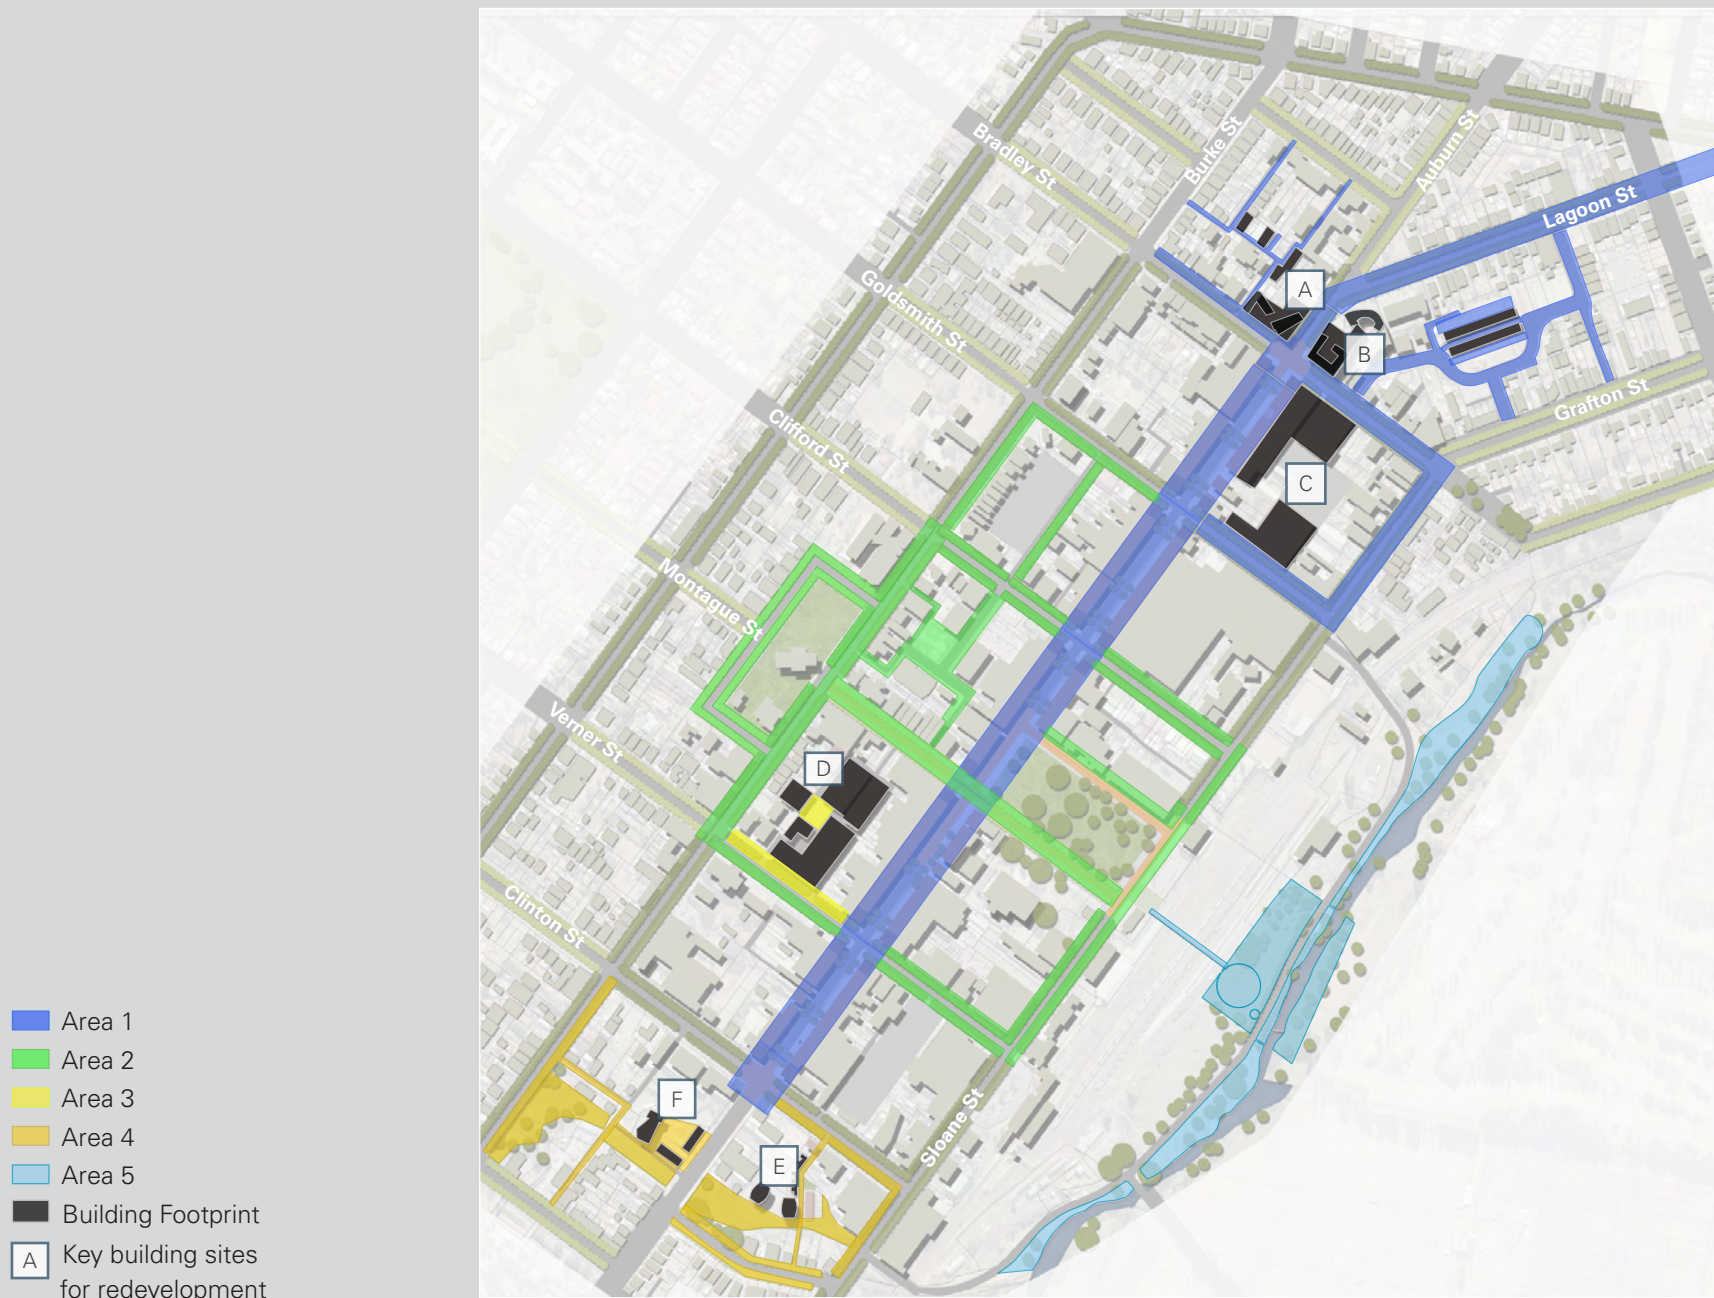 Bradley St
Burke St
Auburn St
Lagoon St
Goldsmith St
A
B
Grafton St
Clifford St
C
Montague St
Verner St
D
Clinton St
Sloane St
F
E
Area 1
Area 2
Area 3
Area 4
Area 5
Building Footprint
A Key building sites
for redevelopment